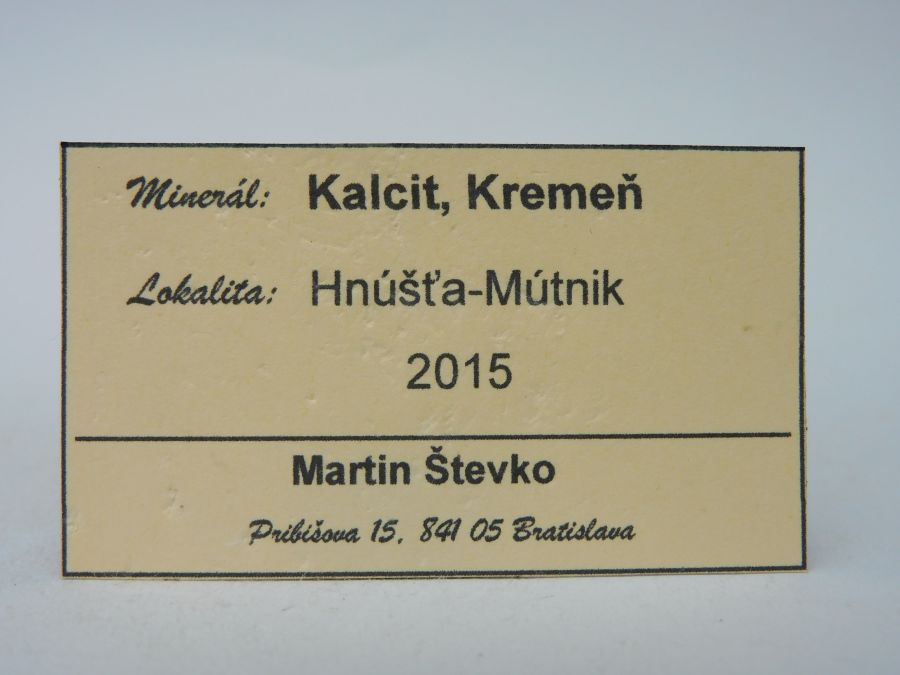 Minerál: Kalcit, Kremeň
Lokalita: Hnúšťa-Mútnik
2015
Martin Števko
Pribišova 15, 841 05 Bratislava